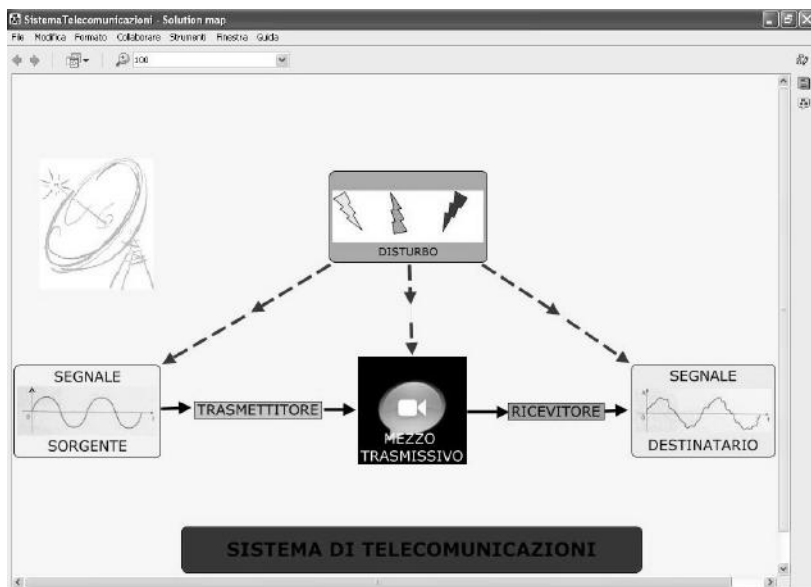 SistemaTelecomunicazioni - Solution map
File Modifica Formato Collaborare Strumenti Finestra Guida
100
DISTURBO
SEGNALE
SORGENTE
TRASMETTITORE
MEZZO
TRASMISSIVO
RICEVITORE
SEGNALE
DESTINATARIO
SISTEMA DI TELECOMUNICAZIONI